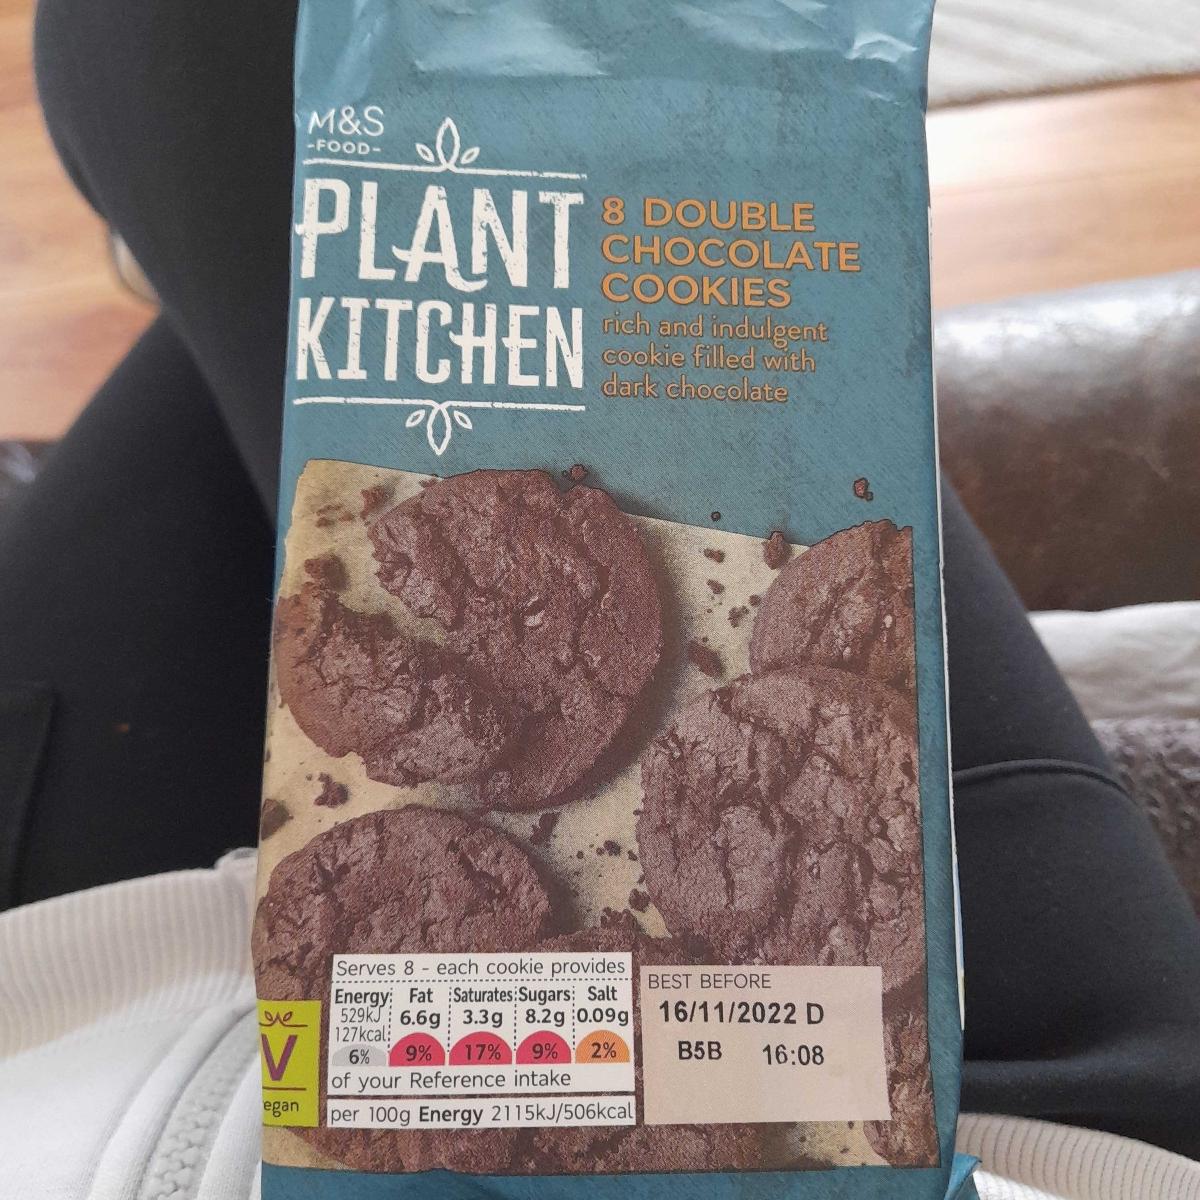 M&S
-FOOD-
PLANT
KITCHEN
8 DOUBLE
CHOCOLATE
COOKIES
rich and indulgent
cookie filled with
dark chocolate
Serves 8 - each cookie provides
Energy Fat Saturates Sugars Salt
529kJ 6.6g 3.3g 8.2g 0.09g
127kcal
6% 9% 17% 9% 2%
of your Reference intake
per 100g Energy 2115kJ/506kcal
BEST BEFORE
16/11/2022 D
B5B 16:08
V
egan